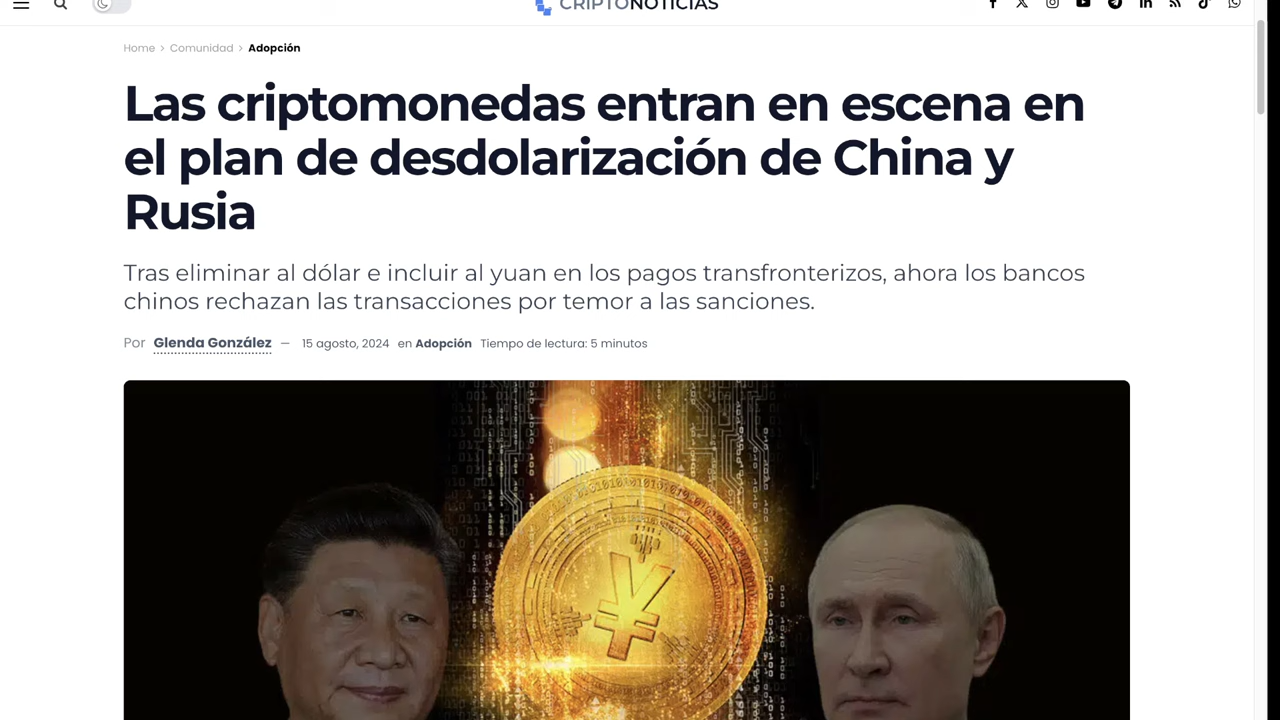 CRIPTONOTICIAS
Home > Comunidad > Adopción
Las criptomonedas entran en escena en
el plan de desdolarización de China y
Rusia
Tras eliminar al dólar e incluir al yuan en los pagos transfronterizos, ahora los bancos
chinos rechazan las transacciones por temor a las sanciones.
Por Glenda González — 15 agosto, 2024 en Adopción Tiempo de lectura: 5 minutos